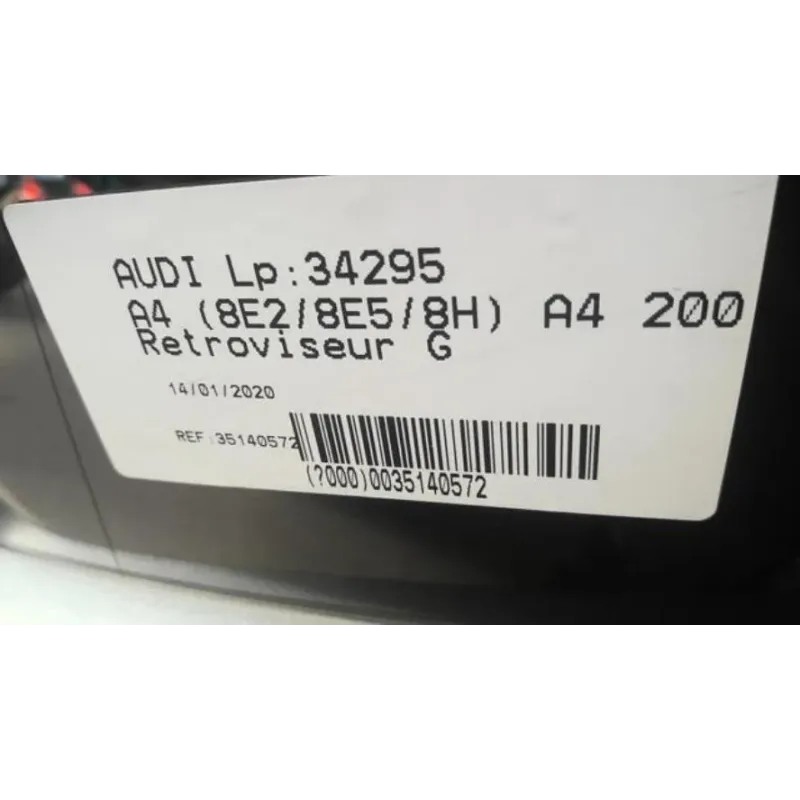 AUDI Lp:34295
A4 (8E2/8E5/8H) A4 200
Retroviseur G
14/01/2020
REF:35140572
(?000)0035140572